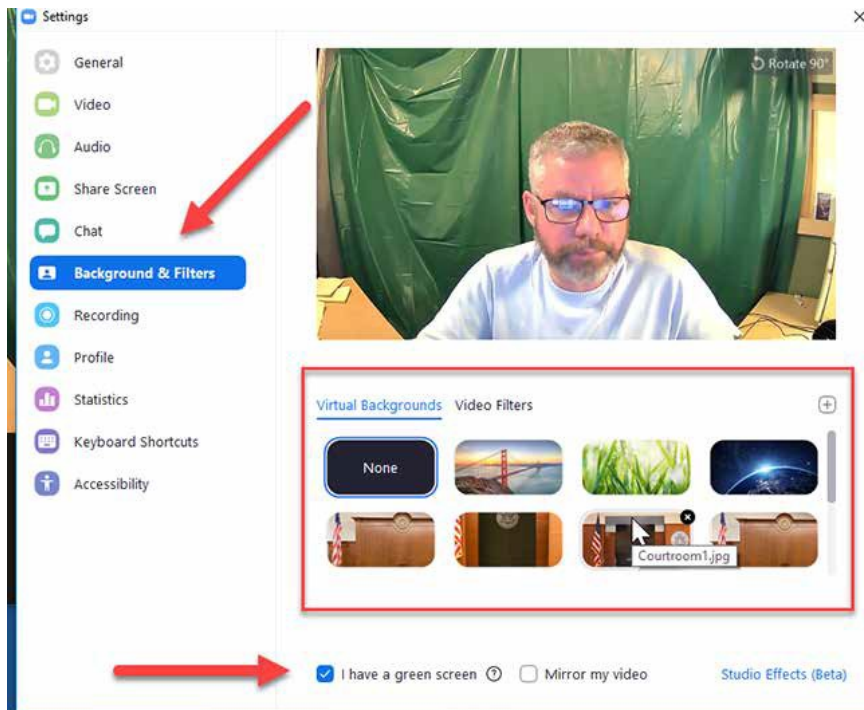 Settings
General
Video
Audio
Share Screen
Chat
Background & Filters
Recording
Profile
Statistics
Keyboard Shortcuts
Accessibility
Rotate 90°
Virtual Backgrounds Video Filters
None
Courtroom1.jpg
I have a green screen Mirror my video Studio Effects (Beta)